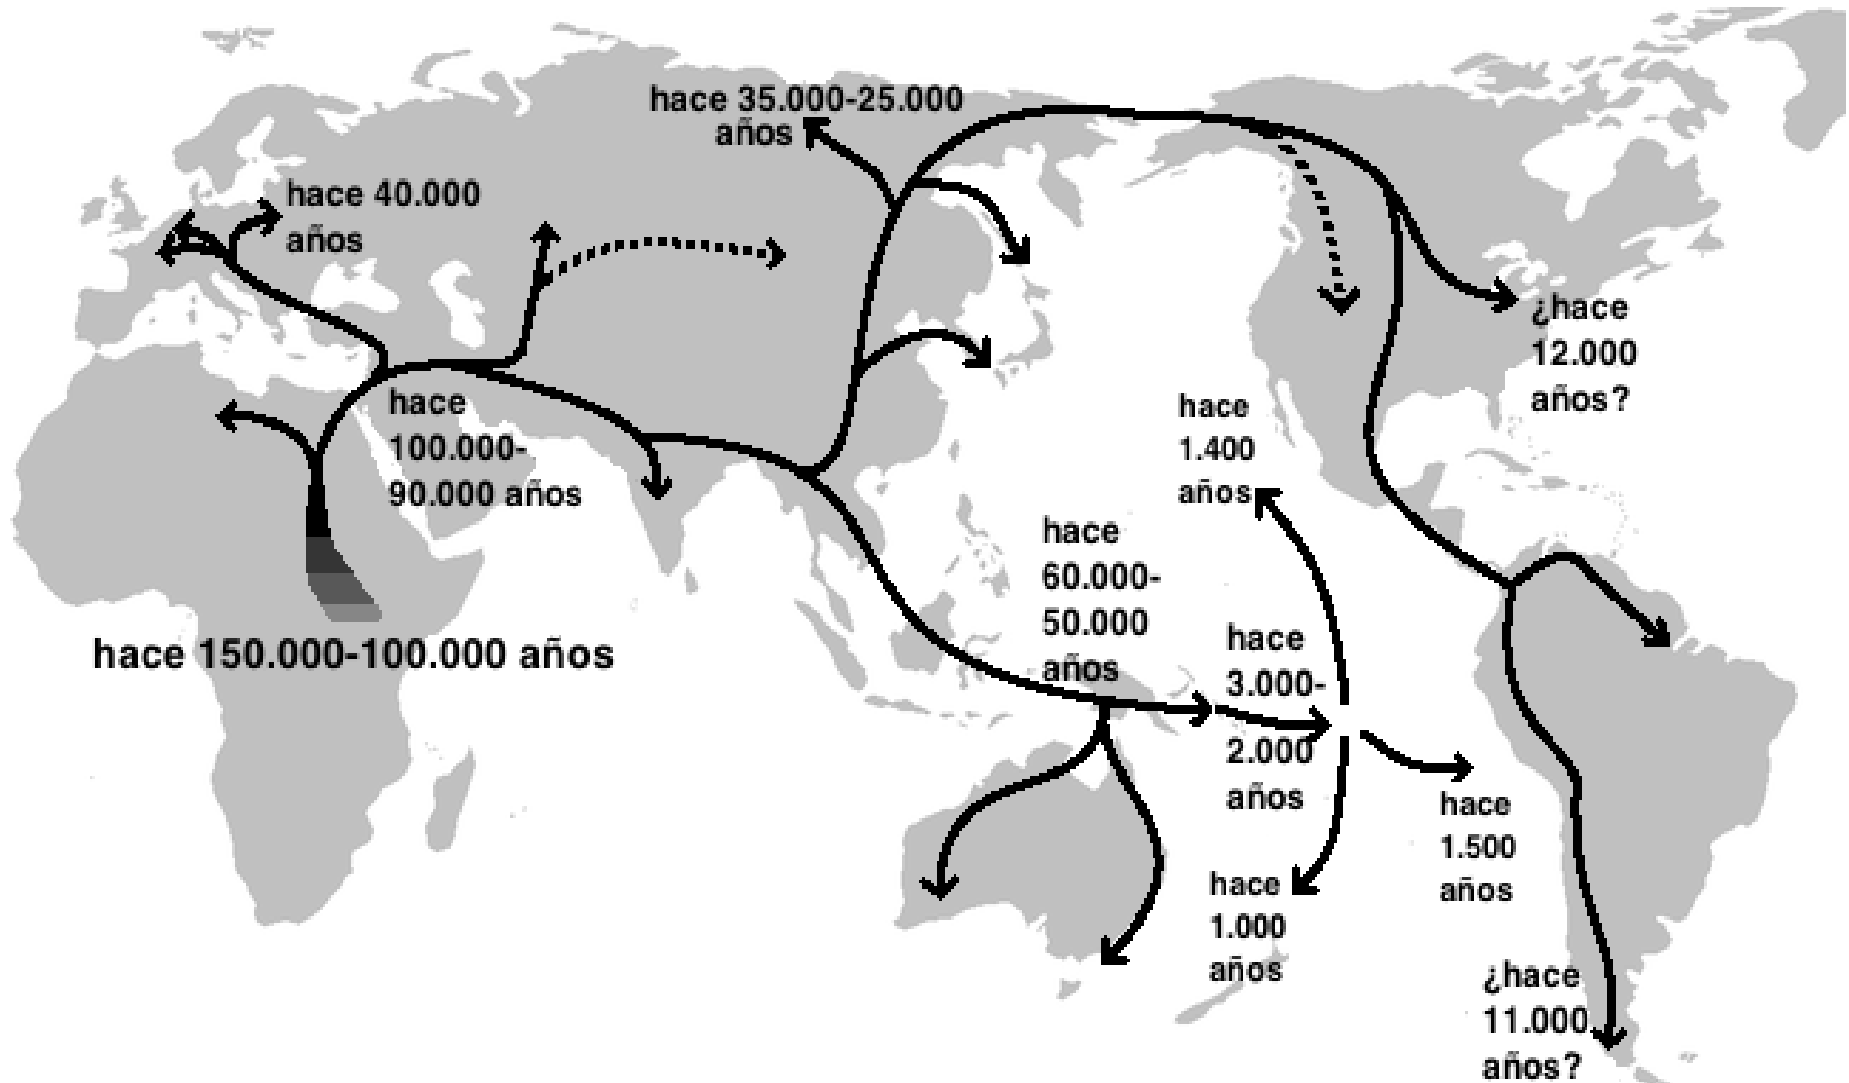 hace 35.000-25.000
años
hace 40.000
años
hace
100.000-
90.000 años
hace 150.000-100.000 años
hace
60.000-
50.000
años
hace
1.400
años
hace
3.000-
2.000
años
hace
1.000
años
hace
1.500
años
¿hace
12.000
años?
¿hace
11.000
años?